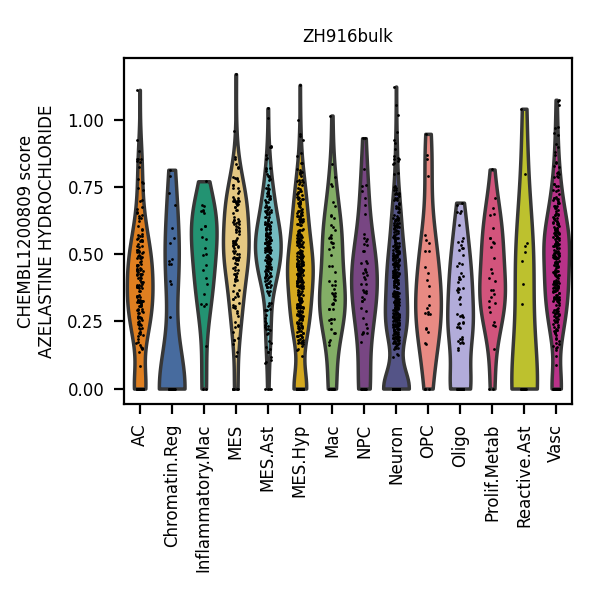 ZH916bulk
CHEMBL1200809 score
AZELASTINE HYDROCHLORIDE
1.00
0.75
0.50
0.25
0.00
AC
Chromatin.Reg
Inflammatory.Mac
MES
MES.Ast
MES.Hyp
Mac
NPC
Neuron
OPC
Oligo
Prolif.Metab
Reactive.Ast
Vasc